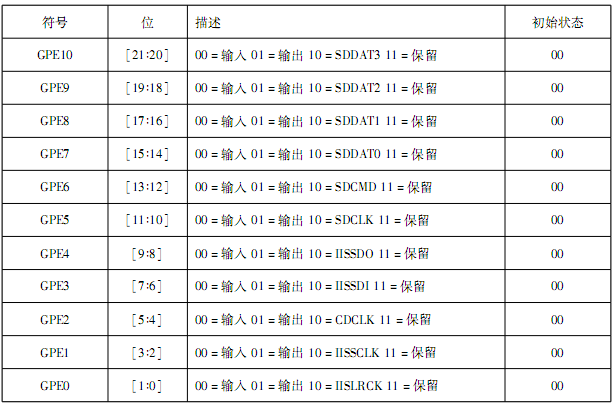 符号 位 描述 初始状态
GPE10 [21:20] 00=输入 01=输出 10=SDDAT3 11=保留 00
GPE9 [19:18] 00=输入 01=输出 10=SDDAT2 11=保留 00
GPE8 [17:16] 00=输入 01=输出 10=SDDAT1 11=保留 00
GPE7 [15:14] 00=输入 01=输出 10=SDDAT0 11=保留 00
GPE6 [13:12] 00=输入 01=输出 10=SDCMD 11=保留 00
GPE5 [11:10] 00=输入 01=输出 10=SDCLK 11=保留 00
GPE4 [9:8] 00=输入 01=输出 10=IISSDO 11=保留 00
GPE3 [7:6] 00=输入 01=输出 10=IISSDI 11=保留 00
GPE2 [5:4] 00=输入 01=输出 10=CDCLK 11=保留 00
GPE1 [3:2] 00=输入 01=输出 10=IISSCLK 11=保留 00
GPE0 [1:0] 00=输入 01=输出 10=IISLRCK 11=保留 00